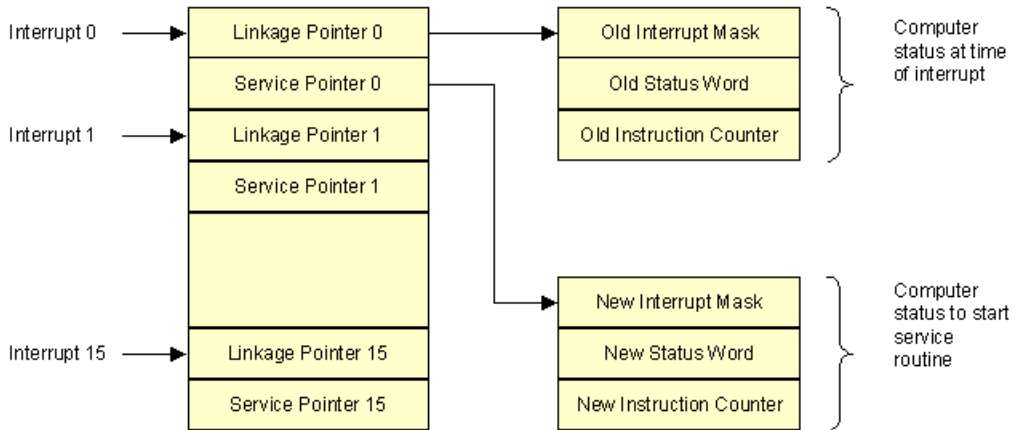 Interrupt 0
Linkage Pointer 0
Service Pointer 0
Interrupt 1
Linkage Pointer 1
Service Pointer 1
Interrupt 15
Linkage Pointer 15
Service Pointer 15
Old Interrupt Mask
Old Status Word
Old Instruction Counter
Computer
status at time
of interrupt
New Interrupt Mask
New Status Word
New Instruction Counter
Computer
status to start
service
routine